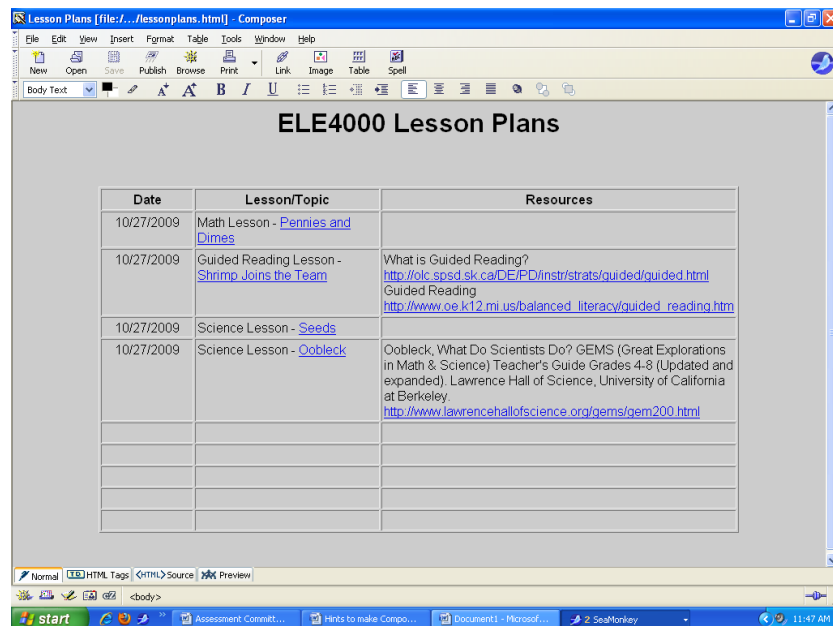 Lesson Plans [file:/.../lessonplans.html] - Composer
File Edit View Insert Format Table Tools Window Help
New Open Save Publish Browse Print Link Image Table Spell
Body Text A A B I U
ELE4000 Lesson Plans
Date Lesson/Topic Resources
10/27/2009 Math Lesson - Pennies and
Dimes
10/27/2009 Guided Reading Lesson -
Shrimp Joins the Team
What is Guided Reading?
http://olc.spsd.sk.ca/DE/PD/instr/strats/guided/guided.html
Guided Reading
http://www.oe.k12.mi.us/balanced_literacy/guided_reading.htm
10/27/2009 Science Lesson - Seeds
10/27/2009 Science Lesson - Oobleck
Oobleck, What Do Scientists Do? GEMS (Great Explorations
in Math & Science) Teacher's Guide Grades 4-8 (Updated and
expanded). Lawrence Hall of Science, University of California
at Berkeley.
http://www.lawrencehallofscience.org/gems/gem200.html
Normal TD HTML Tags <HTML> Source Preview
<body>
start Assessment Committ... Hints to make Compo... Document1 - Microsof... 2 SeaMonkey 11:47 AM